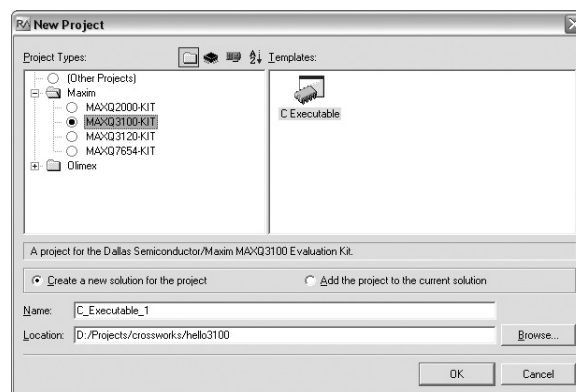 New Project
Project Types:
Templates:
(Other Projects)
Maxim
MAXQ2000-KIT
MAXQ3100-KIT
MAXQ3120-KIT
MAXQ7654-KIT
Olimex
C Executable
A project for the Dallas Semiconductor/Maxim MAXQ3100 Evaluation Kit.
Create a new solution for the project
Add the project to the current solution
Name: C_Executable_1
Location: D:/Projects/crossworks/hello3100
Browse...
OK
Cancel